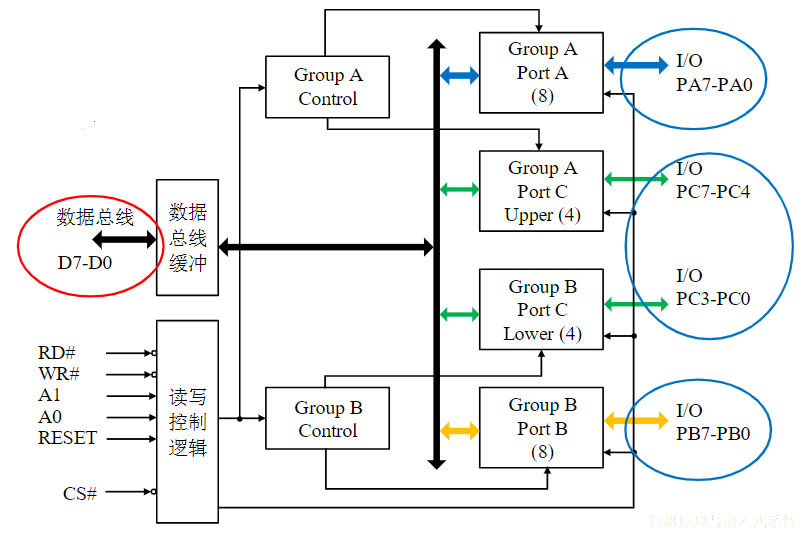 Group A
Control
Group A
Port A
(8)
I/O
PA7-PA0
Group A
Port C
Upper (4)
I/O
PC7-PC4
数据总线
D7-D0
数据
总线
缓冲
Group B
Port C
Lower (4)
I/O
PC3-PC0
RD#
WR#
A1
A0
RESET
CS#
读写
控制
逻辑
Group B
Control
Group B
Port B
(8)
I/O
PB7-PB0
微机原理与嵌入式系统